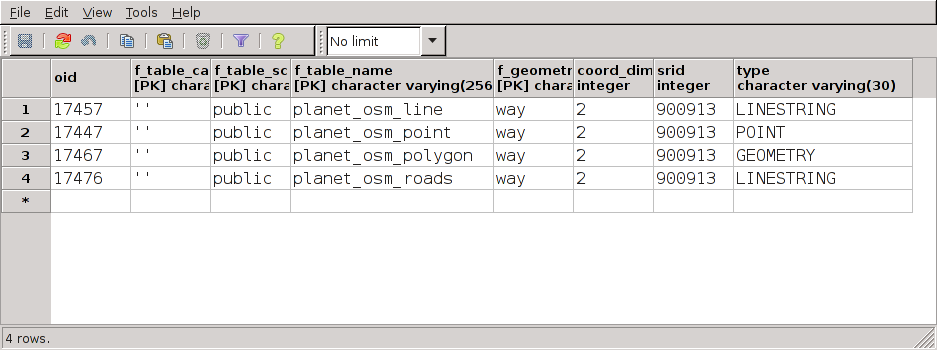 File Edit View Tools Help
No limit
oid f_table_ca f_table_sc f_table_name f_geometr coord_dim srid type
[PK] chara [PK] chara [PK] character varying(256 [PK] chara integer integer character varying(30)
1 17457 '' public planet_osm_line way 2 900913 LINESTRING
2 17447 '' public planet_osm_point way 2 900913 POINT
3 17467 '' public planet_osm_polygon way 2 900913 GEOMETRY
4 17476 '' public planet_osm_roads way 2 900913 LINESTRING
*
4 rows.